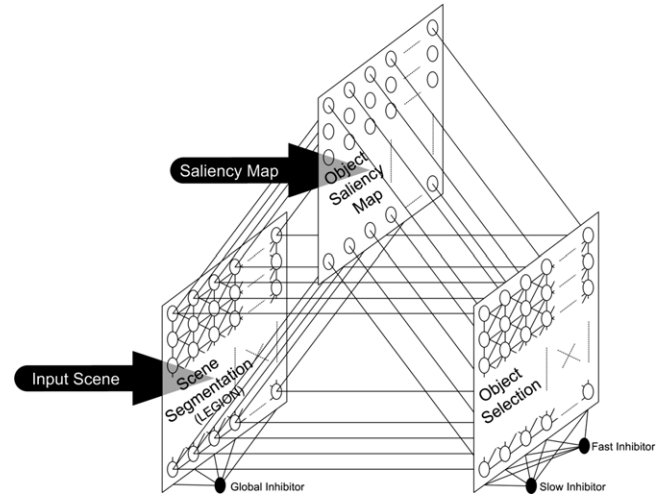 Saliency Map
Object
Saliency
Map
Input Scene
Scene
Segmentation
(LEGION)
Object
Selection
Fast Inhibitor
Global Inhibitor
Slow Inhibitor